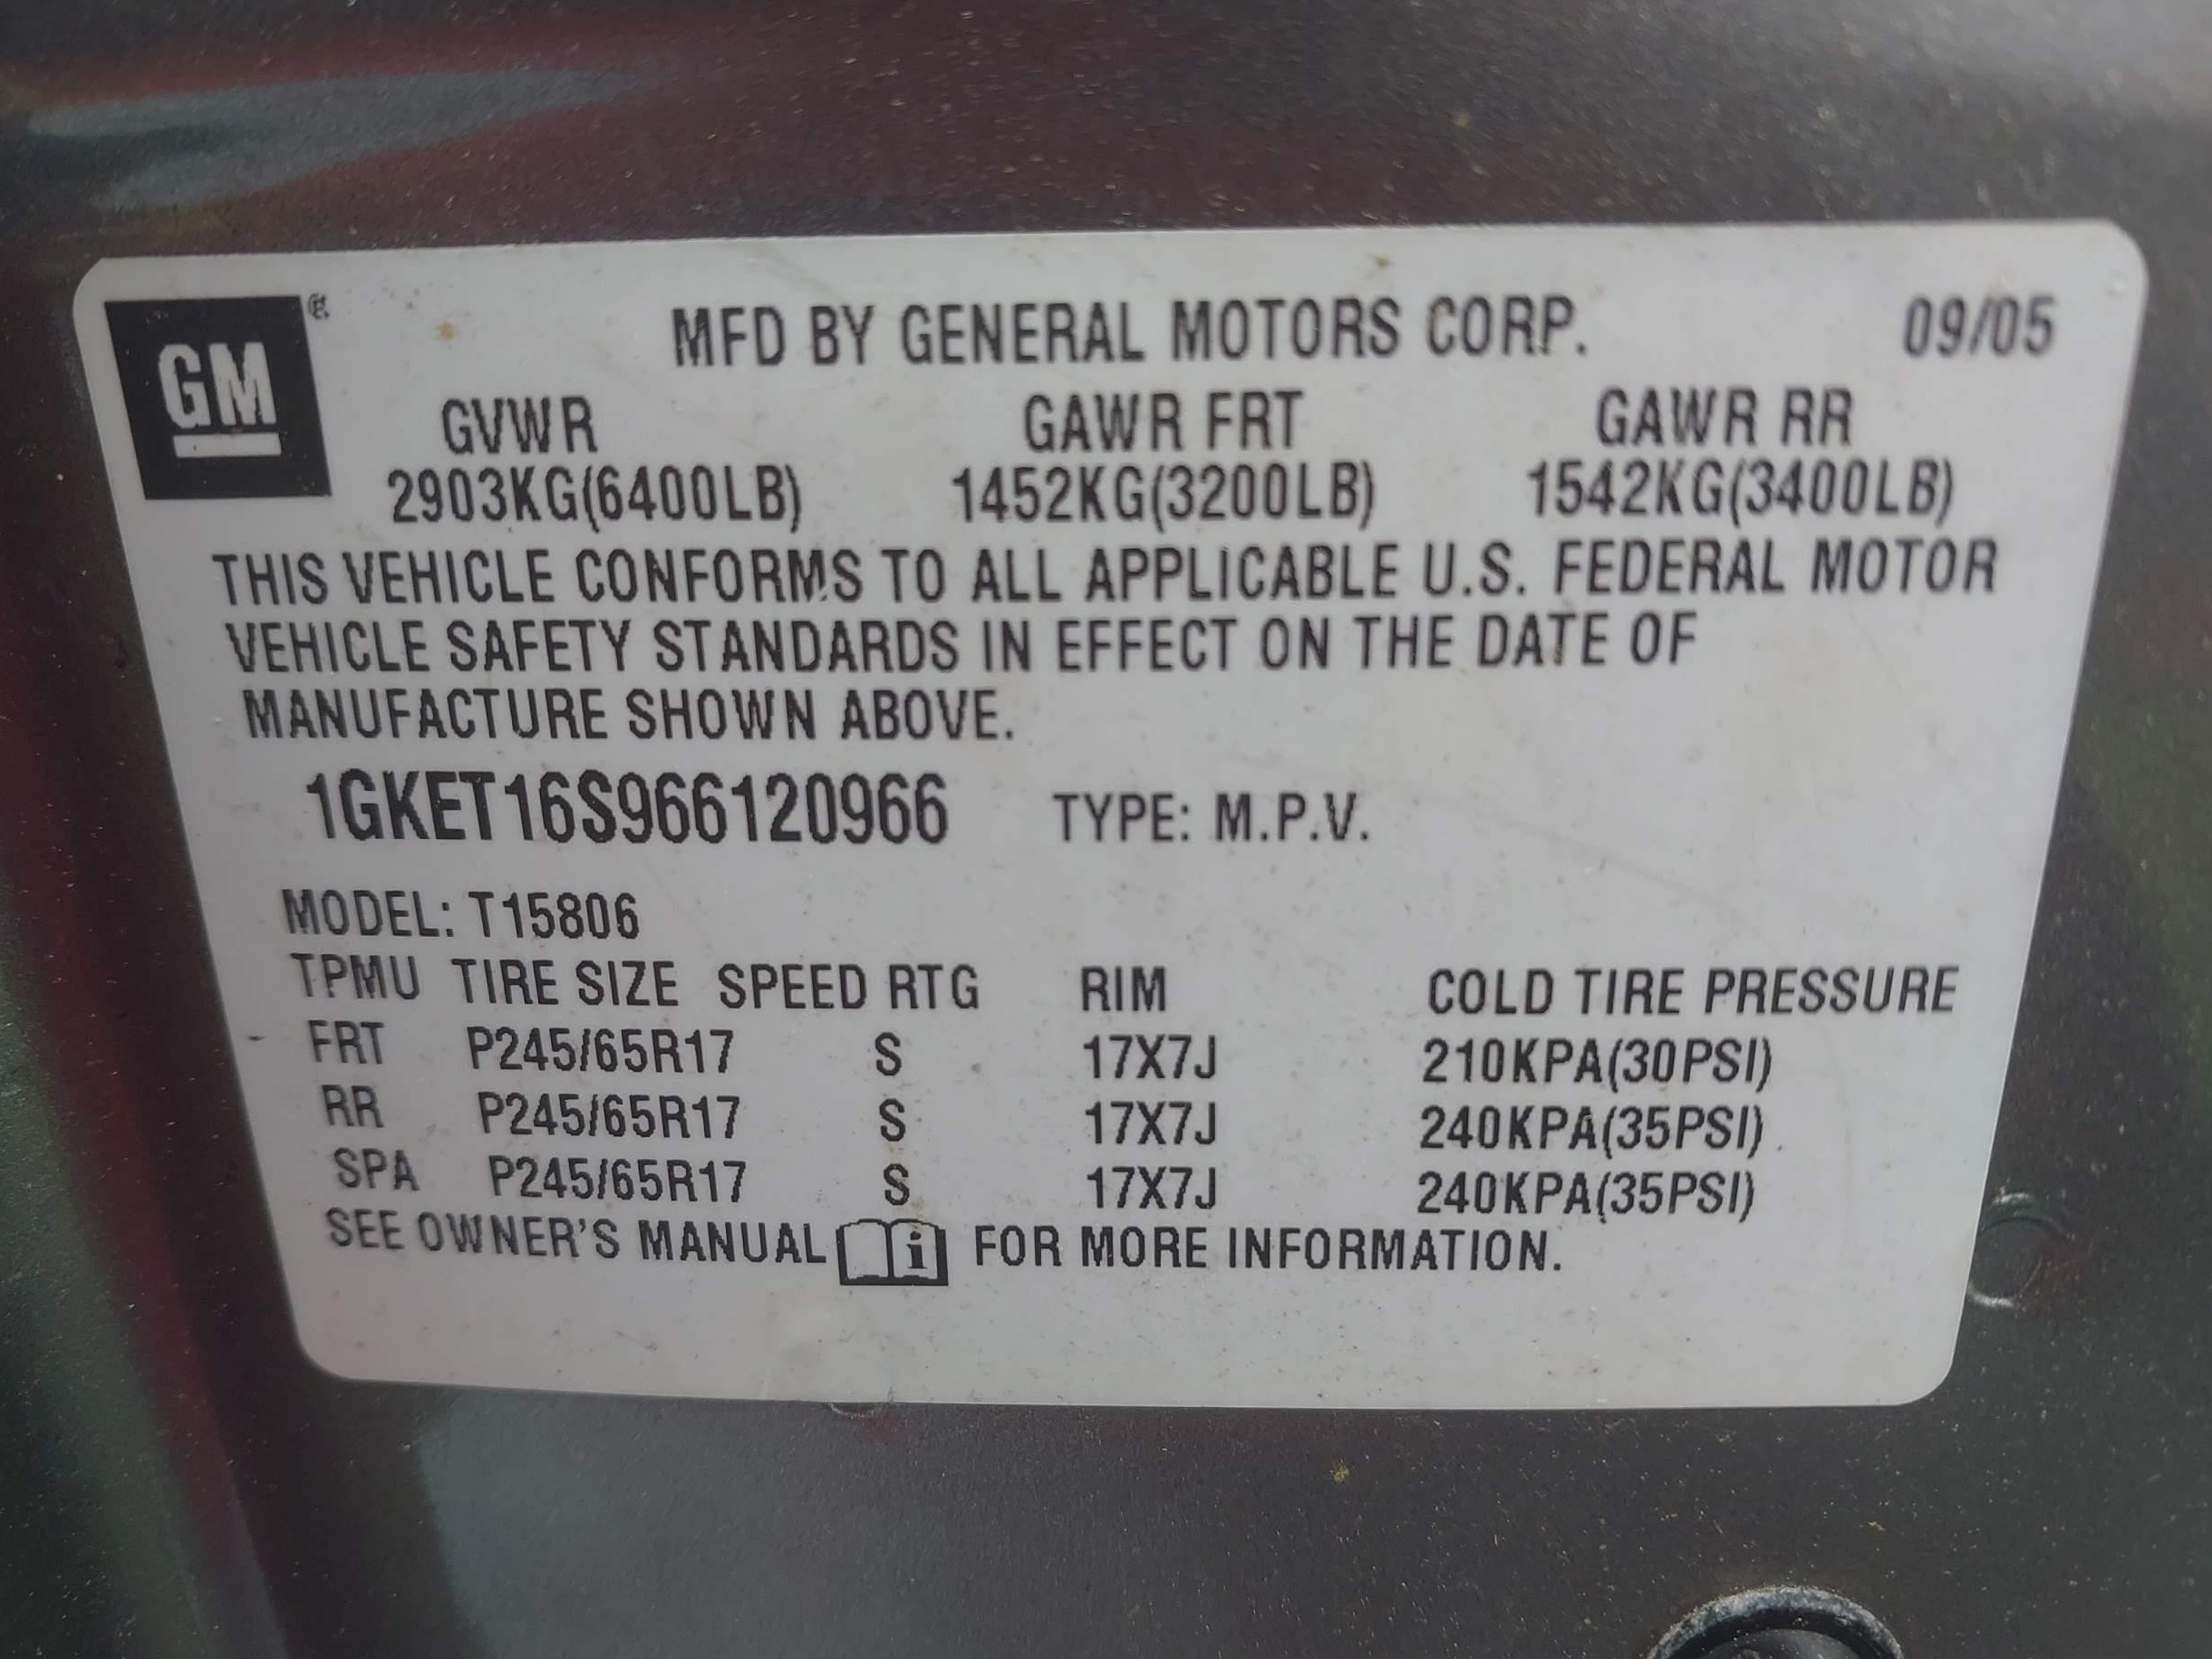 GM®
MFD BY GENERAL MOTORS CORP. 09/05
GVWR GAWR FRT GAWR RR
2903KG(6400LB) 1452KG(3200LB) 1542KG(3400LB)
THIS VEHICLE CONFORMS TO ALL APPLICABLE U.S. FEDERAL MOTOR
VEHICLE SAFETY STANDARDS IN EFFECT ON THE DATE OF
MANUFACTURE SHOWN ABOVE.
1GKET16S966120966 TYPE: M.P.V.
MODEL: T15806
TPMU TIRE SIZE SPEED RTG RIM COLD TIRE PRESSURE
FRT P245/65R17 S 17X7J 210KPA(30PSI)
RR P245/65R17 S 17X7J 240KPA(35PSI)
SPA P245/65R17 S 17X7J 240KPA(35PSI)
SEE OWNER'S MANUAL i FOR MORE INFORMATION.